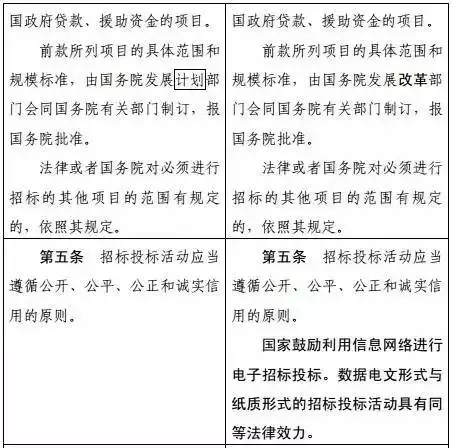 国政府贷款、援助资金的项目。
前款所列项目的具体范围和
规模标准，由国务院发展计划部
门会同国务院有关部门制订，报
国务院批准。
法律或者国务院对必须进行
招标的其他项目的范围有规定
的，依照其规定。
国政府贷款、援助资金的项目。
前款所列项目的具体范围和
规模标准，由国务院发展改革部
门会同国务院有关部门制订，报
国务院批准。
法律或者国务院对必须进行
招标的其他项目的范围有规定
的，依照其规定。
第五条 招标投标活动应当
遵循公开、公平、公正和诚实信
用的原则。
第五条 招标投标活动应当
遵循公开、公平、公正和诚实信
用的原则。
国家鼓励利用信息网络进行
电子招标投标。数据电文形式与
纸质形式的招标投标活动具有同
等法律效力。